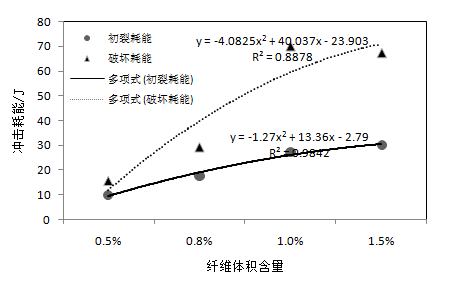 80
70
60
50
40
30
20
10
0
冲击耗能/J
初裂耗能
破坏耗能
多项式 (初裂耗能)
多项式 (破坏耗能)
y = -4.0825x² + 40.037x - 23.903
R² = 0.8878
y = -1.27x² + 13.36x - 2.79
R² = 0.9842
0.5% 0.8% 1.0% 1.5%
纤维体积含量